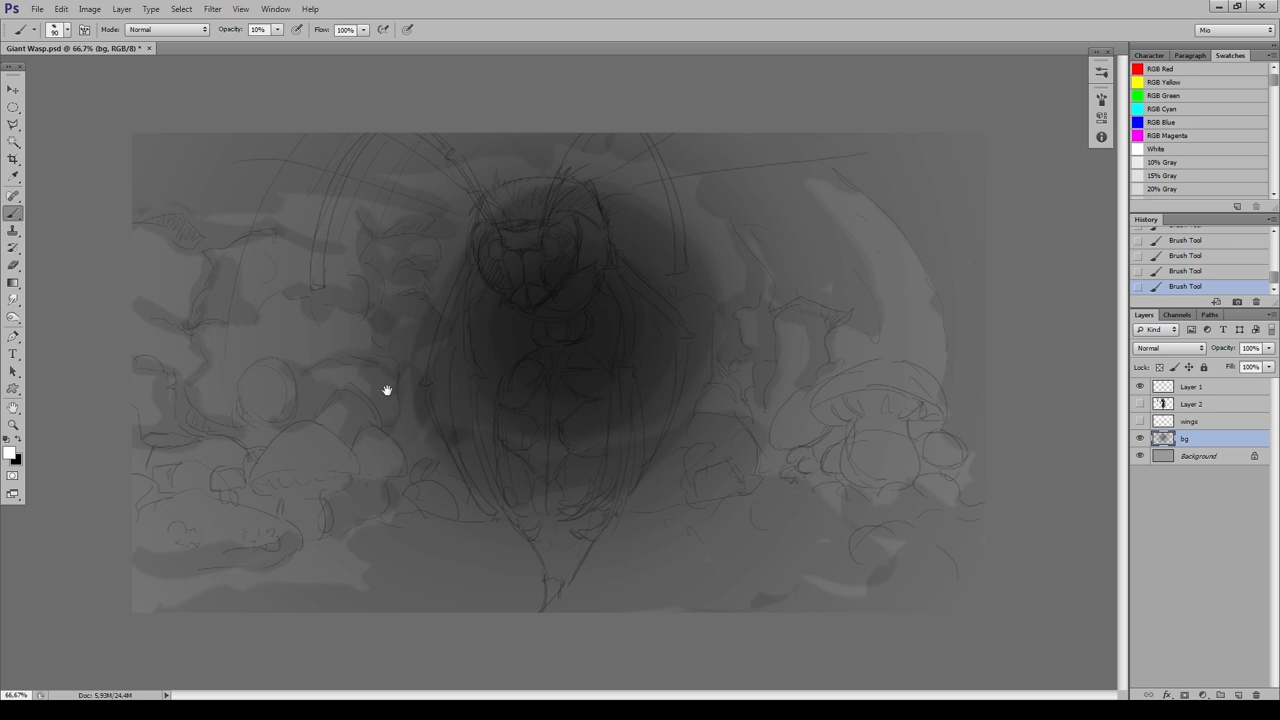 Ps File Edit Image Layer Type Select Filter View Window Help
90 Mode: Normal Opacity: 10% Flow: 100% Mio
Giant Wasp.psd @ 66,7% (bg, RGB/8) * ×
Character Paragraph Swatches
RGB Red
RGB Yellow
RGB Green
RGB Cyan
RGB Blue
RGB Magenta
White
10% Gray
15% Gray
20% Gray
History
Brush Tool
Brush Tool
Brush Tool
Brush Tool
Brush Tool
Layers Channels Paths
Kind
Normal Opacity: 100%
Lock: Fill: 100%
Layer 1
Layer 2
wings
bg
Background
66,67% Doc: 5,93M/24,4M
fx